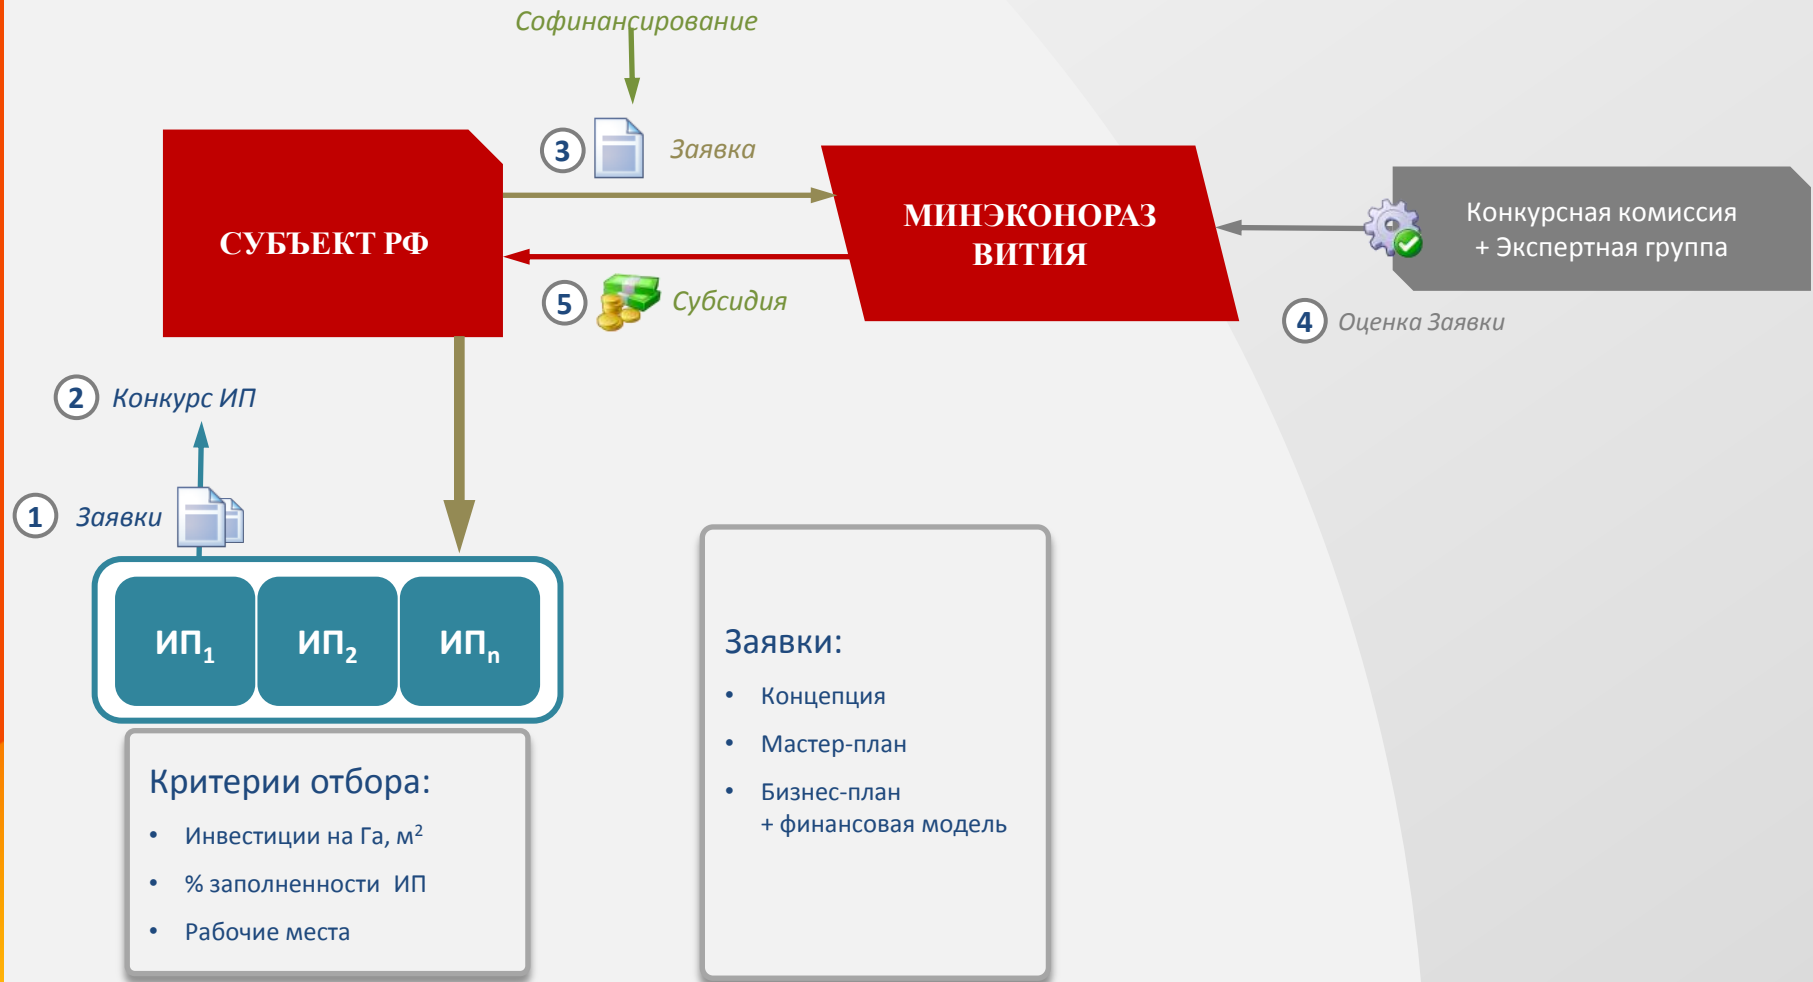 Софинансирование
3 Заявка
СУБЪЕКТ РФ
МИНЭКОНОРАЗ
ВИТИЯ
Конкурсная комиссия
+ Экспертная группа
5 Субсидия
4 Оценка Заявки
2 Конкурс ИП
1 Заявки
ИП1 ИП2 ИПn
Критерии отбора:
• Инвестиции на Га, м2
• % заполненности ИП
• Рабочие места
Заявки:
• Концепция
• Мастер-план
• Бизнес-план
+ финансовая модель